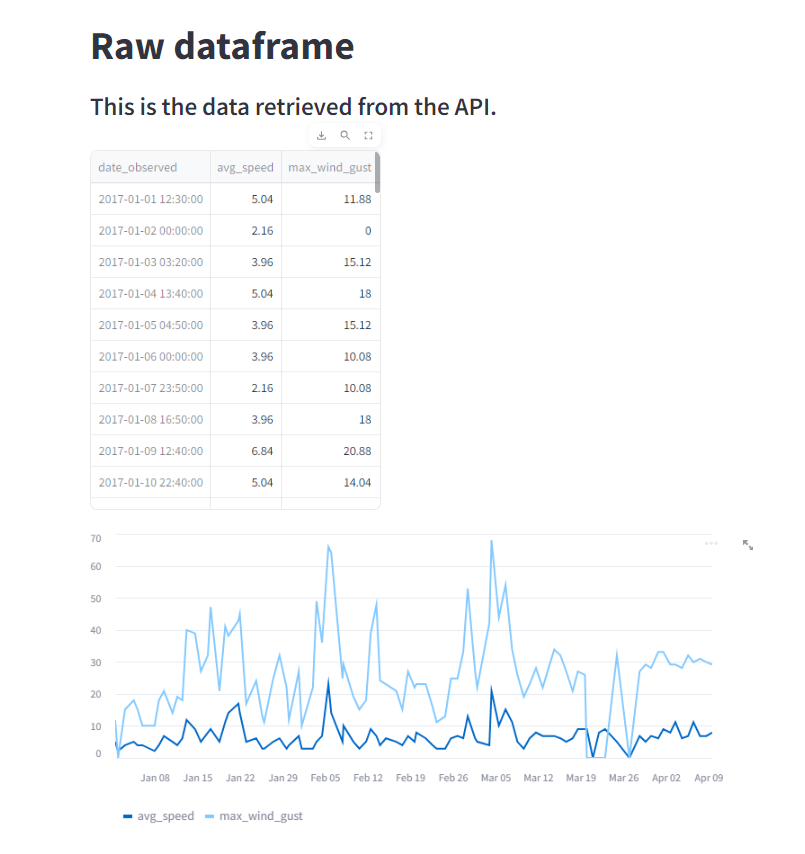 Raw dataframe
This is the data retrieved from the API.
date_observed avg_speed max_wind_gust
2017-01-01 12:30:00 5.04 11.88
2017-01-02 00:00:00 2.16 0
2017-01-03 03:20:00 3.96 15.12
2017-01-04 13:40:00 5.04 18
2017-01-05 04:50:00 3.96 15.12
2017-01-06 00:00:00 3.96 10.08
2017-01-07 23:50:00 2.16 10.08
2017-01-08 16:50:00 3.96 18
2017-01-09 12:40:00 6.84 20.88
2017-01-10 22:40:00 5.04 14.04
70
60
50
40
30
20
10
0
Jan 08 Jan 15 Jan 22 Jan 29 Feb 05 Feb 12 Feb 19 Feb 26 Mar 05 Mar 12 Mar 19 Mar 26 Apr 02 Apr 09
avg_speed max_wind_gust